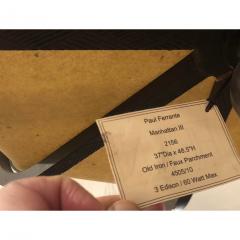 Paul Ferrante
Manhattan III
2156
37"Dia x 46.5"H
Old Iron / Faux Parchment
4505/10
3 Edison / 60 Watt Max